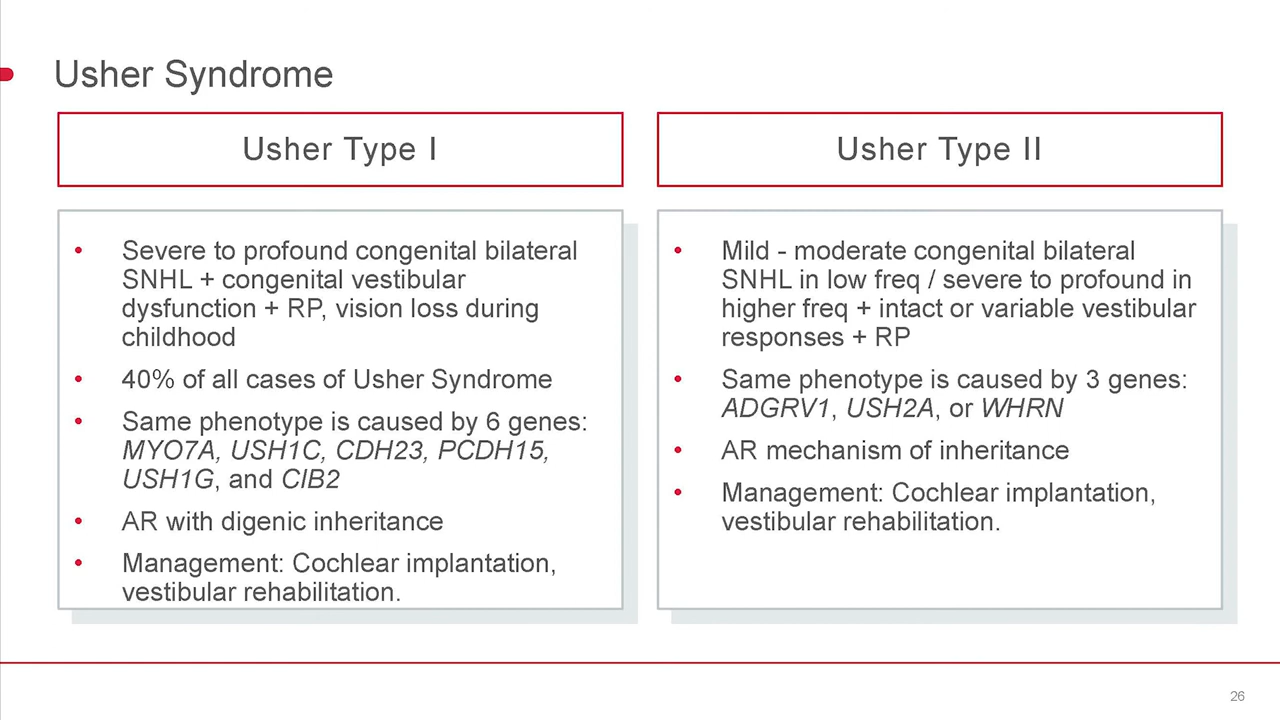 Usher Syndrome
Usher Type I
Severe to profound congenital bilateral
SNHL + congenital vestibular
dysfunction + RP, vision loss during
childhood
40% of all cases of Usher Syndrome
Same phenotype is caused by 6 genes:
MYO7A, USH1C, CDH23, PCDH15,
USH1G, and CIB2
AR with digenic inheritance
Management: Cochlear implantation,
vestibular rehabilitation.
Usher Type II
Mild - moderate congenital bilateral
SNHL in low freq / severe to profound in
higher freq + intact or variable vestibular
responses + RP
Same phenotype is caused by 3 genes:
ADGRV1, USH2A, or WHRN
AR mechanism of inheritance
Management: Cochlear implantation,
vestibular rehabilitation.
26